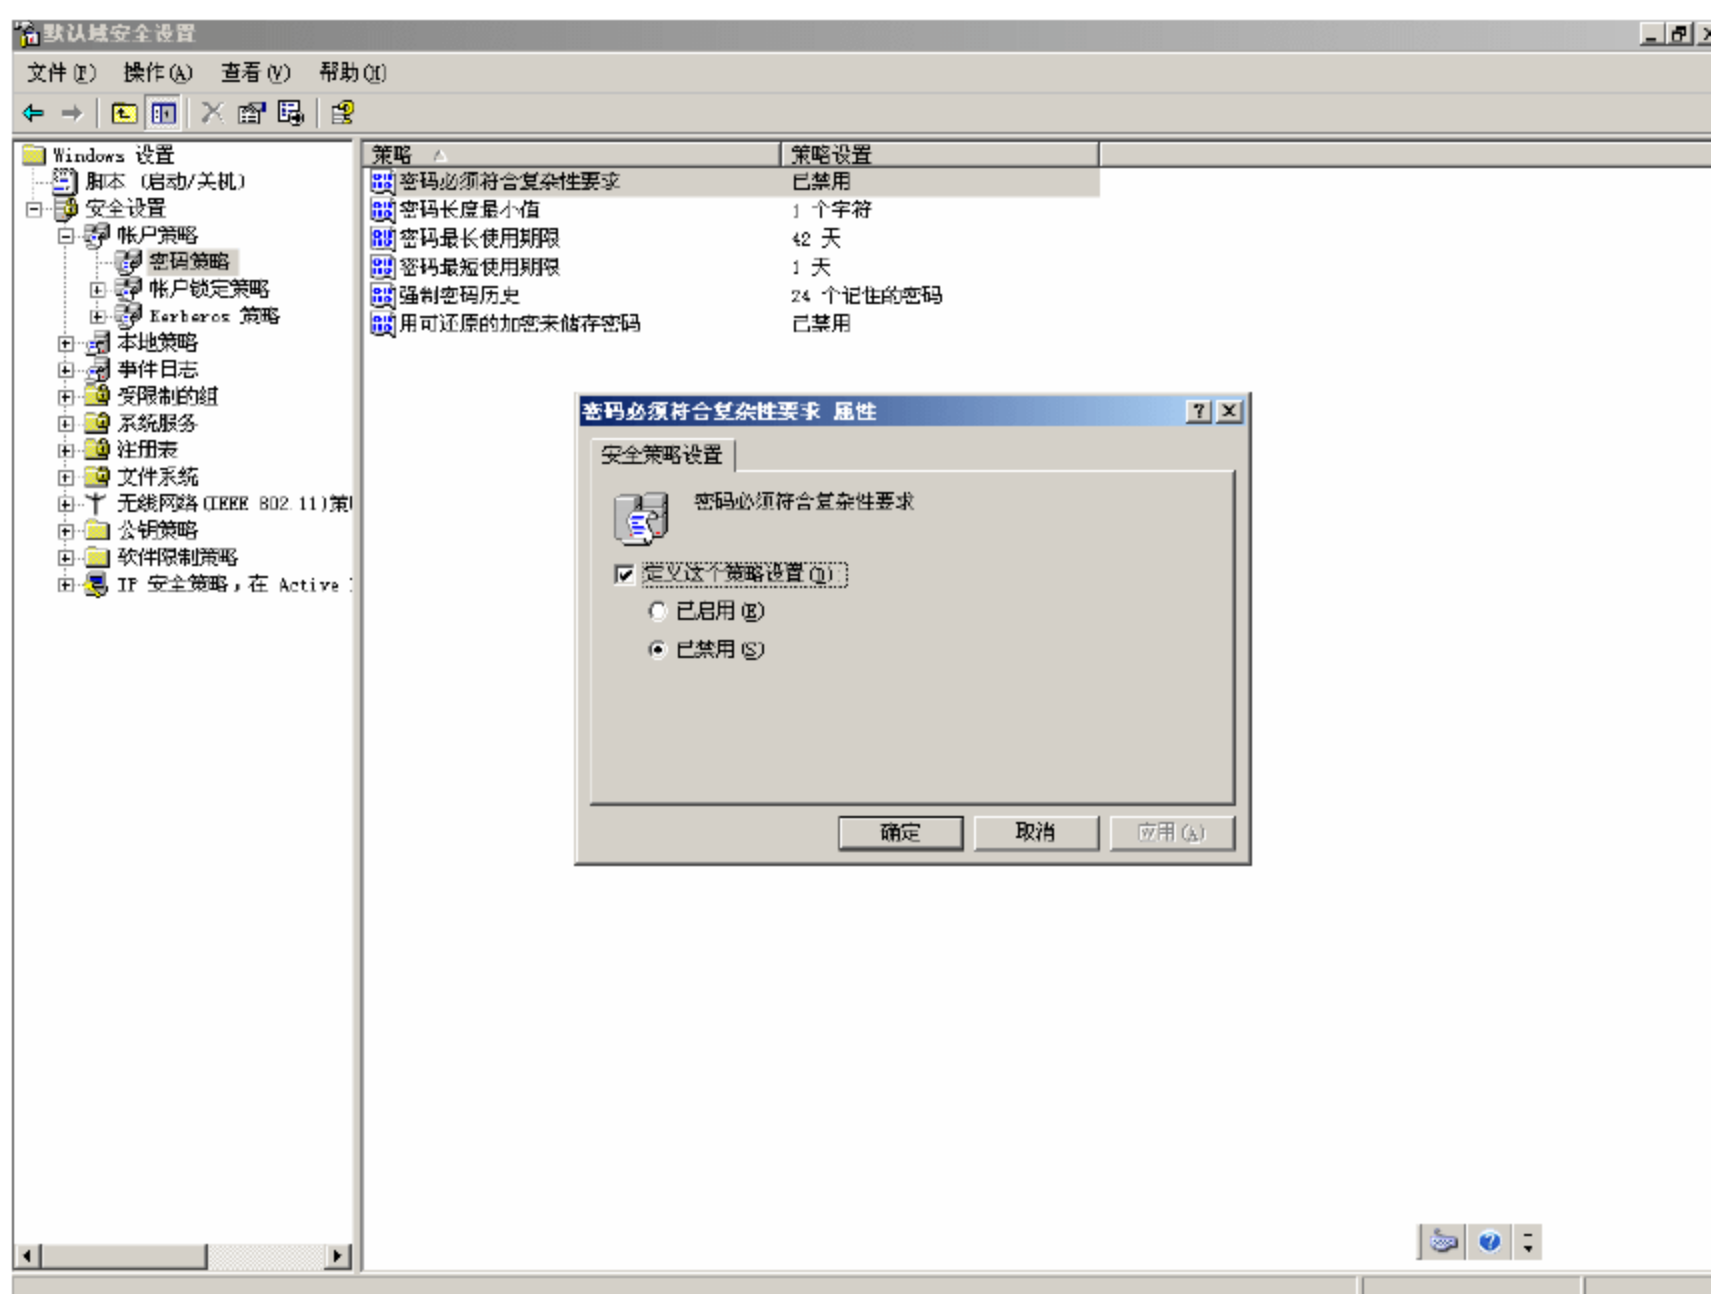 默认域安全设置
文件(F) 操作(A) 查看(V) 帮助(H)
Windows 设置
脚本 (启动/关机)
安全设置
帐户策略
密码策略
帐户锁定策略
Kerberos 策略
本地策略
事件日志
受限制的组
系统服务
注册表
文件系统
无线网络(IEEE 802.11)策
公钥策略
软件限制策略
IP 安全策略，在 Active
策略 策略设置
密码必须符合复杂性要求 已禁用
密码长度最小值 1 个字符
密码最长使用期限 42 天
密码最短使用期限 1 天
强制密码历史 24 个记住的密码
用可还原的加密来储存密码 已禁用
密码必须符合复杂性要求 属性
安全策略设置
密码必须符合复杂性要求
定义这个策略设置(D)
已启用(E)
已禁用(S)
确定 取消 应用(A)